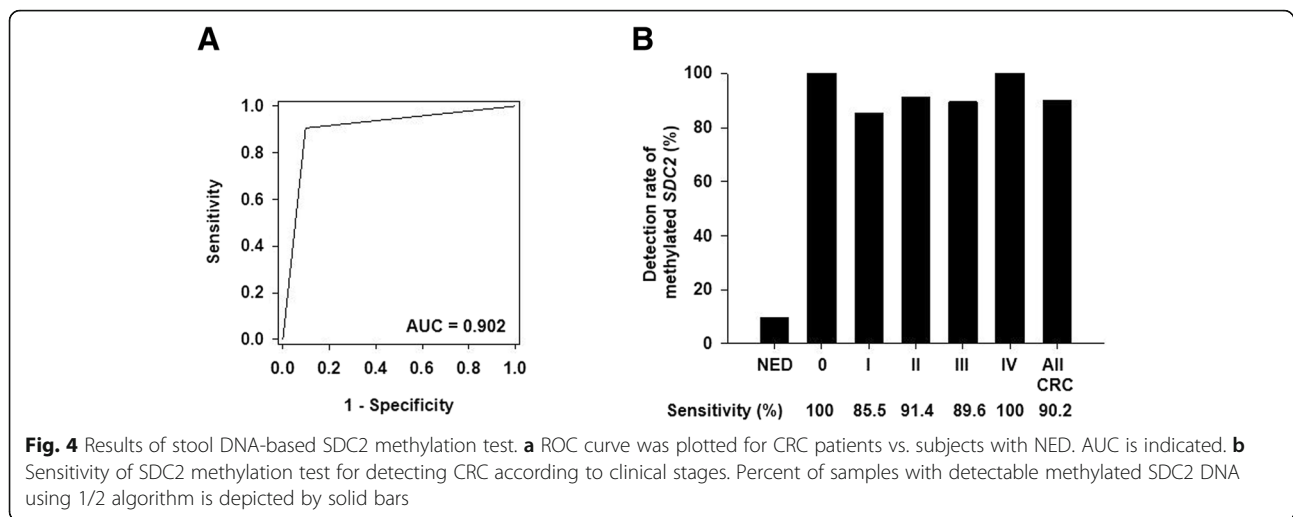 A
1.0
0.8
0.6
0.4
0.2
0.0
Sensitivity
AUC = 0.902
0.0 0.2 0.4 0.6 0.8 1.0
1 - Specificity
B
100
80
60
40
20
0
Detection rate of
methylated SDC2 (%)
NED 0 I II III IV All
CRC
Sensitivity (%) 100 85.5 91.4 89.6 100 90.2
Fig. 4 Results of stool DNA-based SDC2 methylation test. a ROC curve was plotted for CRC patients vs. subjects with NED. AUC is indicated. b
Sensitivity of SDC2 methylation test for detecting CRC according to clinical stages. Percent of samples with detectable methylated SDC2 DNA
using 1/2 algorithm is depicted by solid bars